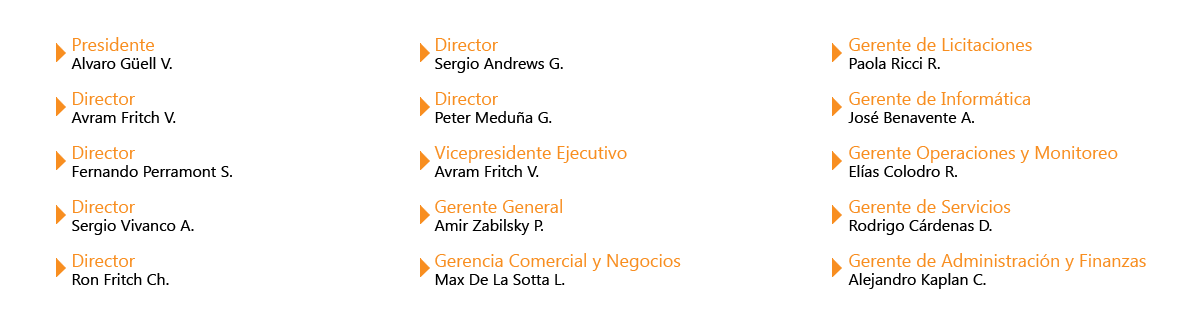 Presidente
Alvaro Güell V.
Director
Avram Fritch V.
Director
Fernando Perramont S.
Director
Sergio Vivanco A.
Director
Ron Fritch Ch.
Director
Sergio Andrews G.
Director
Peter Meduña G.
Vicepresidente Ejecutivo
Avram Fritch V.
Gerente General
Amir Zabilsky P.
Gerencia Comercial y Negocios
Max De La Sotta L.
Gerente de Licitaciones
Paola Ricci R.
Gerente de Informática
José Benavente A.
Gerente Operaciones y Monitoreo
Elías Colodro R.
Gerente de Servicios
Rodrigo Cárdenas D.
Gerente de Administración y Finanzas
Alejandro Kaplan C.